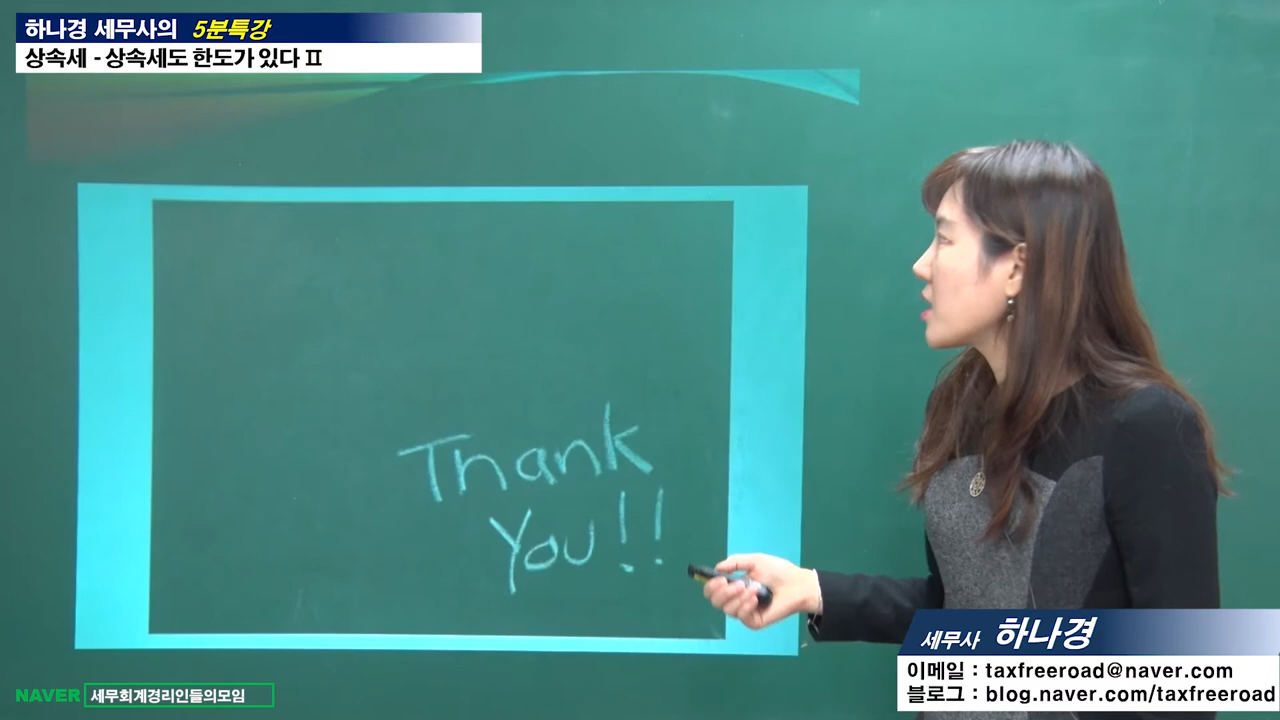 하나경 세무사의 5분특강
상속세 - 상속세도 한도가 있다 Ⅱ
Thank
You!!
세무사 하나경
이메일 : taxfreeroad@naver.com
블로그 : blog.naver.com/taxfreeroad
NAVER 세무회계경리인들의모임